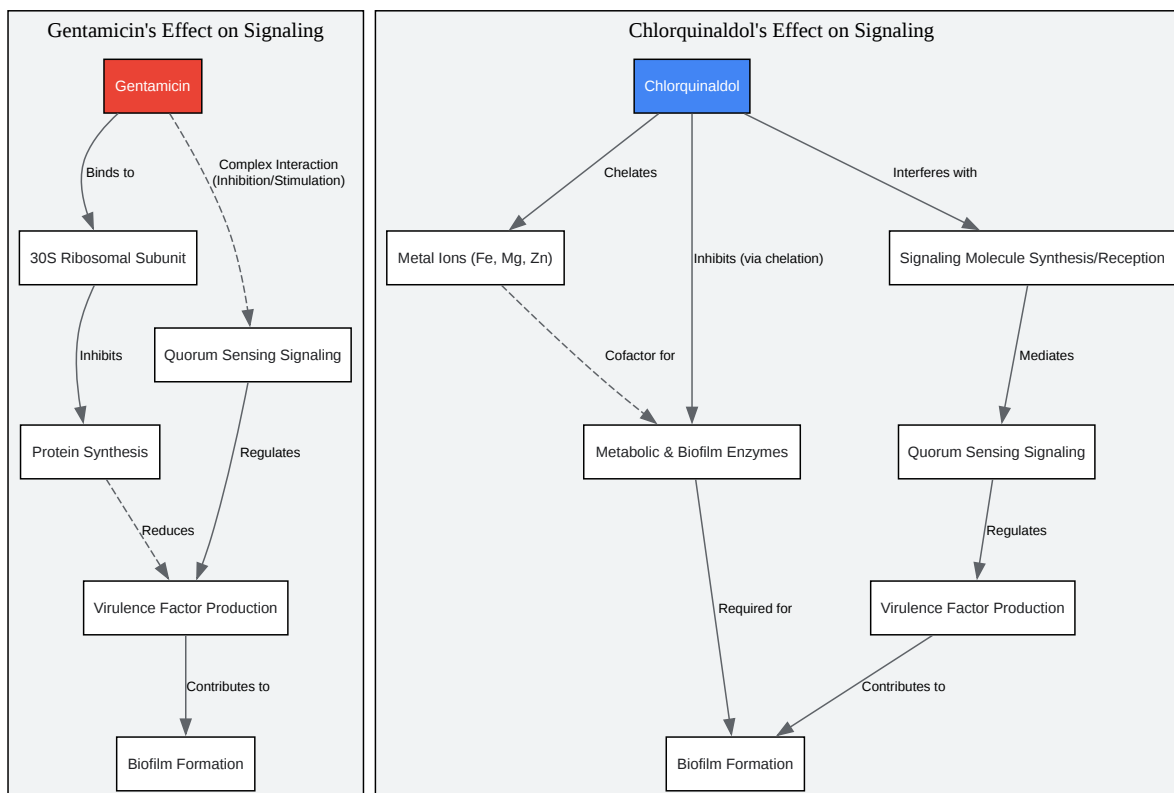 Gentamicin's Effect on Signaling
Gentamicin
Binds to
Complex Interaction
(Inhibition/Stimulation)
30S Ribosomal Subunit
Inhibits
Quorum Sensing Signaling
Protein Synthesis
Regulates
Reduces
Virulence Factor Production
Contributes to
Biofilm Formation
Chlorquinaldol's Effect on Signaling
Chlorquinaldol
Chelates
Interferes with
Metal Ions (Fe, Mg, Zn)
Inhibits (via chelation)
Signaling Molecule Synthesis/Reception
Cofactor for
Mediates
Metabolic & Biofilm Enzymes
Quorum Sensing Signaling
Regulates
Required for
Virulence Factor Production
Contributes to
Biofilm Formation